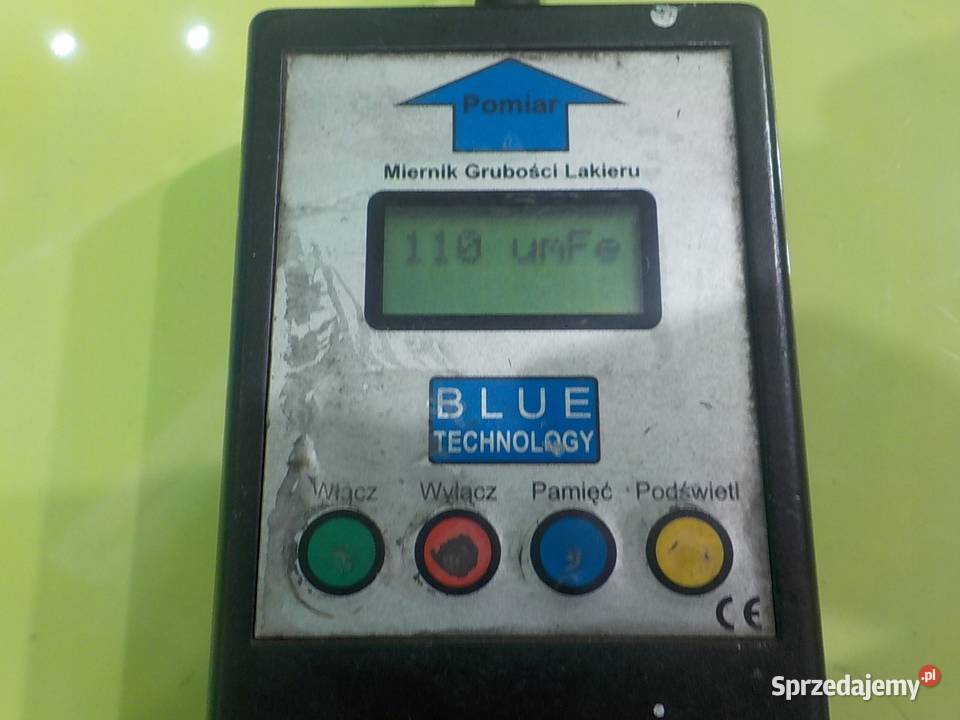 Pomiar
Miernik Grubości Lakieru
110 umFe
BLUE
TECHNOLOGY
Włącz Wyłącz Pamięć Podświetl
CE
Sprzedajemy.pl